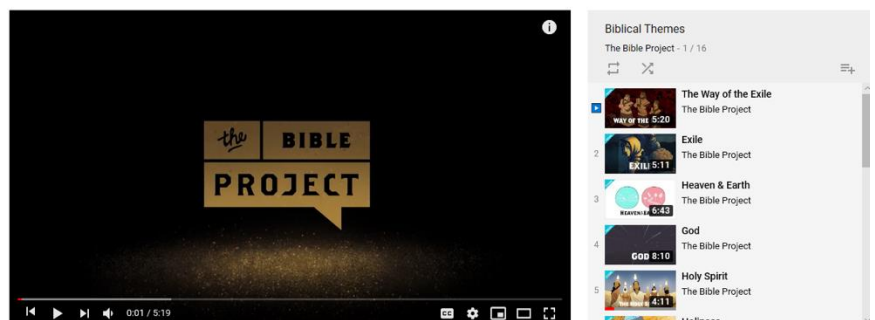 the BIBLE
PROJECT
0:01 / 5:19
CC
Biblical Themes
The Bible Project - 1 / 16
WAY OF THE
5:20
The Way of the Exile
The Bible Project
2
EXIL
5:11
Exile
The Bible Project
3
6:43
Heaven & Earth
The Bible Project
4
GOD
8:10
God
The Bible Project
5
4:11
Holy Spirit
The Bible Project